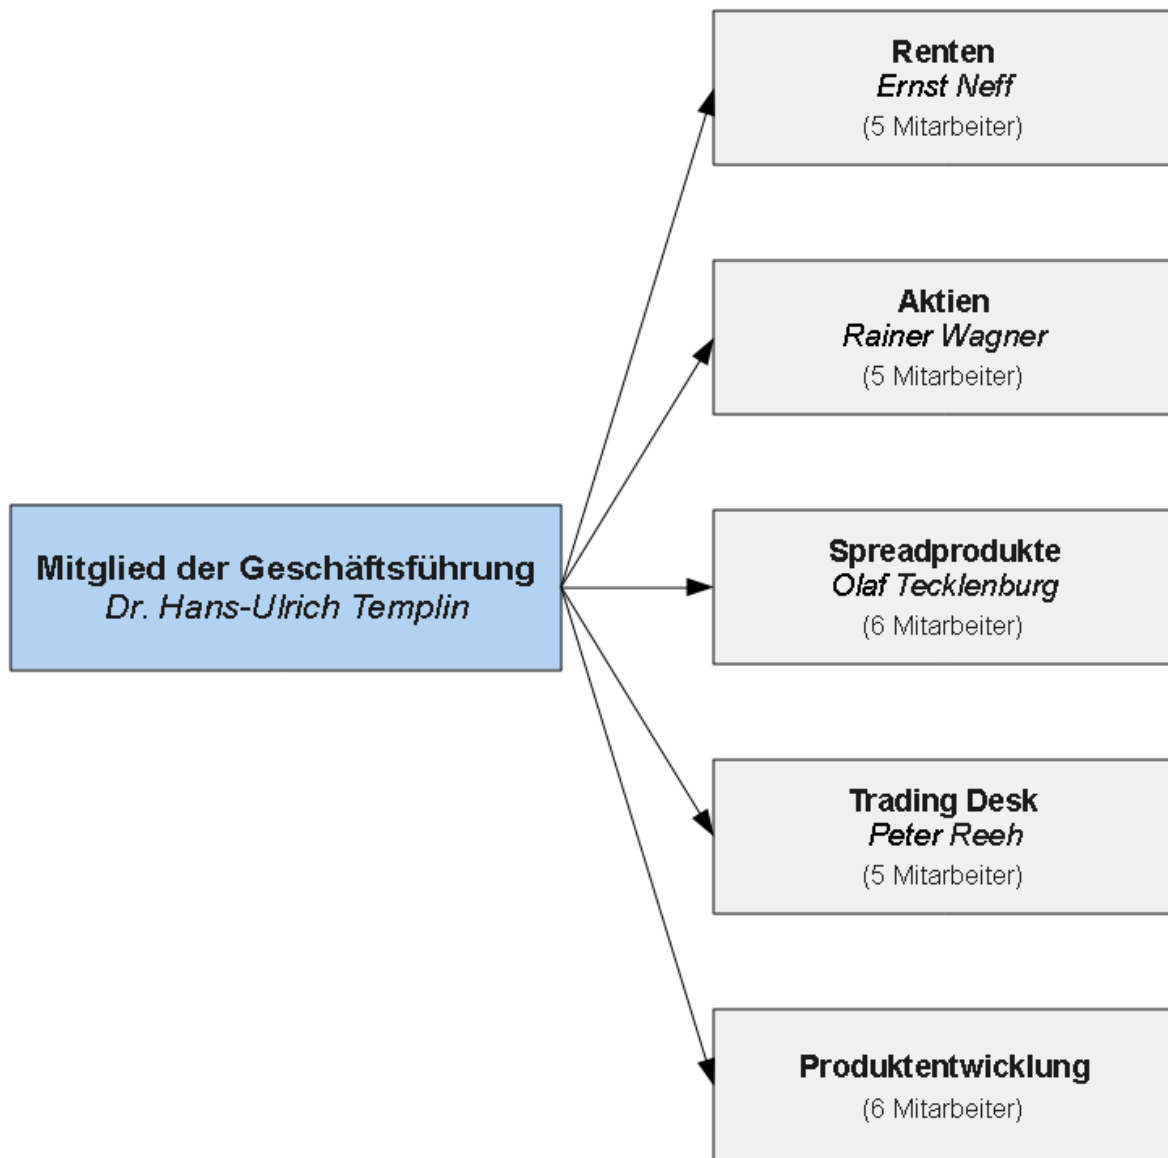 Renten
Ernst Neff
(5 Mitarbeiter)
Aktien
Rainer Wagner
(5 Mitarbeiter)
Mitglied der Geschäftsführung
Dr. Hans-Ulrich Templin
Spreadprodukte
Olaf Tecklenburg
(6 Mitarbeiter)
Trading Desk
Peter Reeh
(5 Mitarbeiter)
Produktentwicklung
(6 Mitarbeiter)